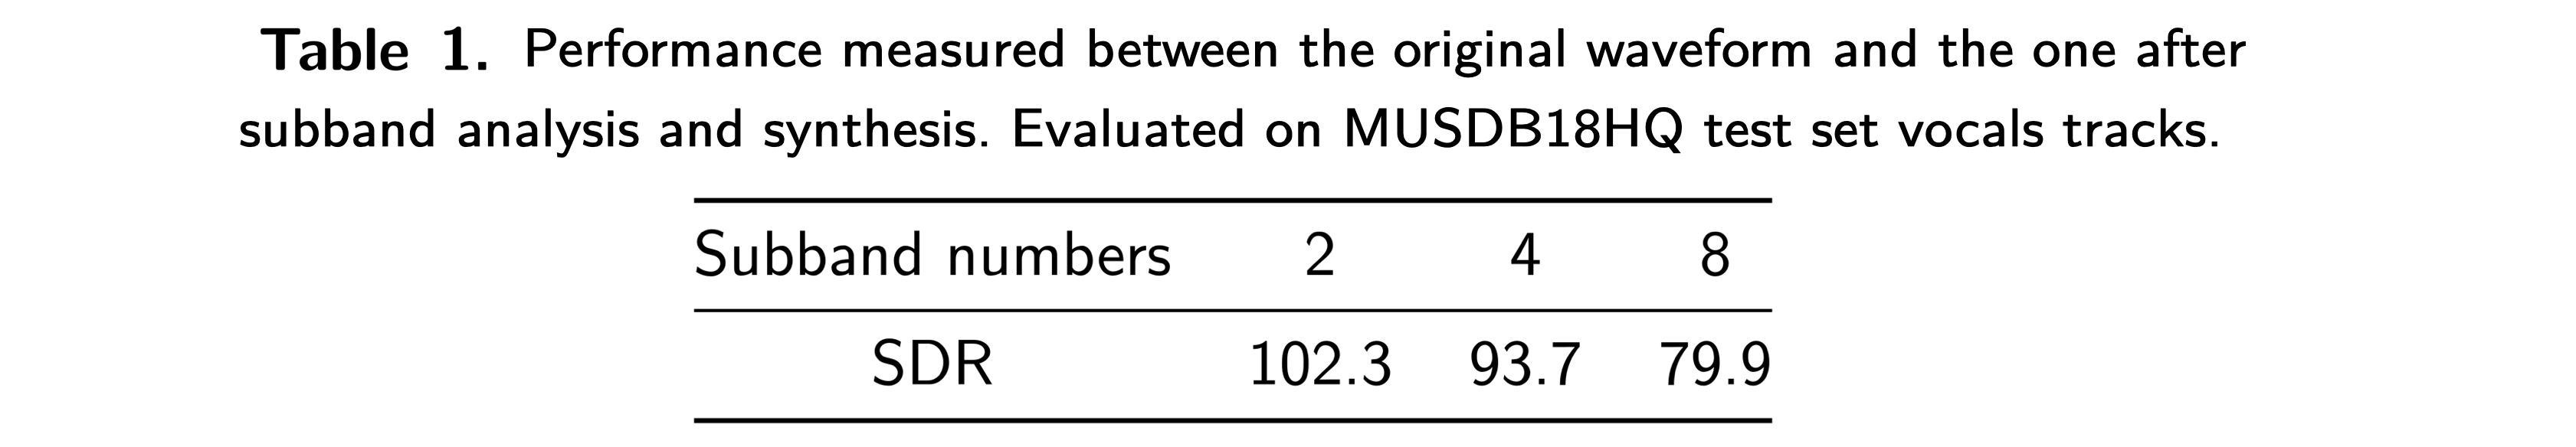 Table 1. Performance measured between the original waveform and the one after
subband analysis and synthesis. Evaluated on MUSDB18HQ test set vocals tracks.
Subband numbers 2 4 8
SDR 102.3 93.7 79.9